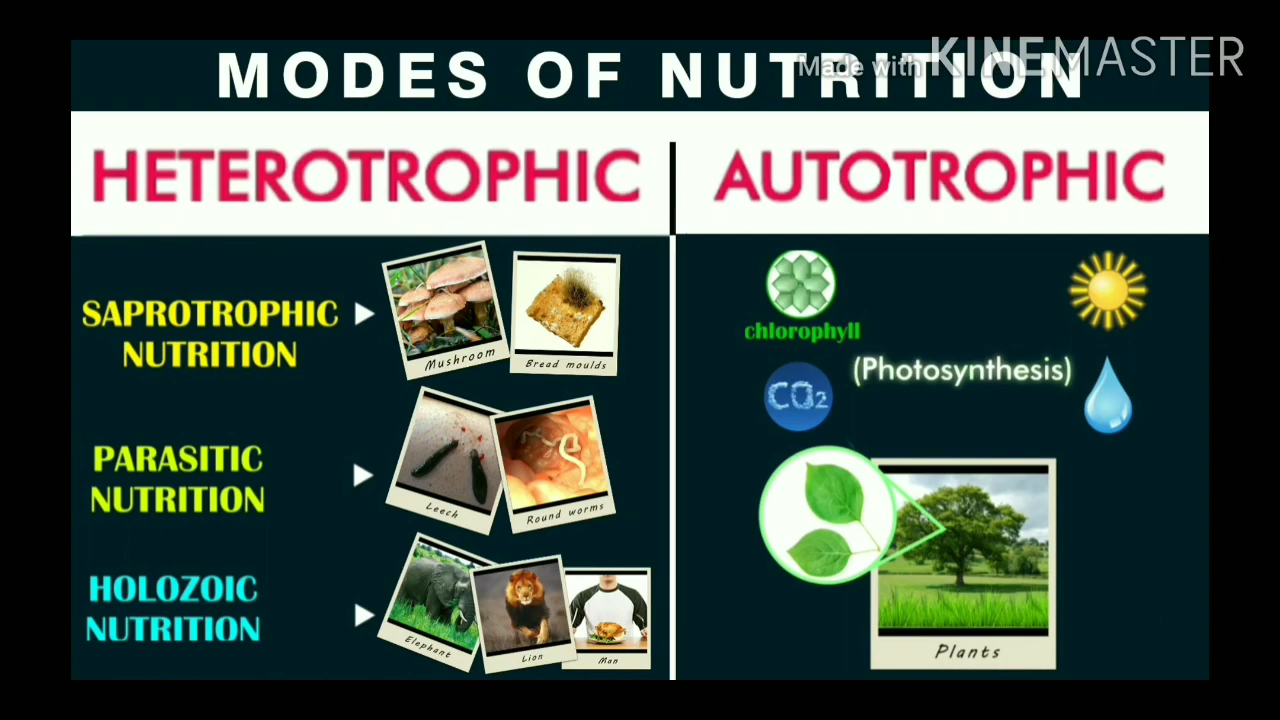 MODES OF NUTRITION
Made with KINEMASTER
HETEROTROPHIC
AUTOTROPHIC
SAPROTROPHIC
NUTRITION
Mushroom
Bread moulds
PARASITIC
NUTRITION
Leech
Round worms
HOLOZOIC
NUTRITION
Elephant
Lion
Man
chlorophyll
(Photosynthesis)
CO₂
Plants